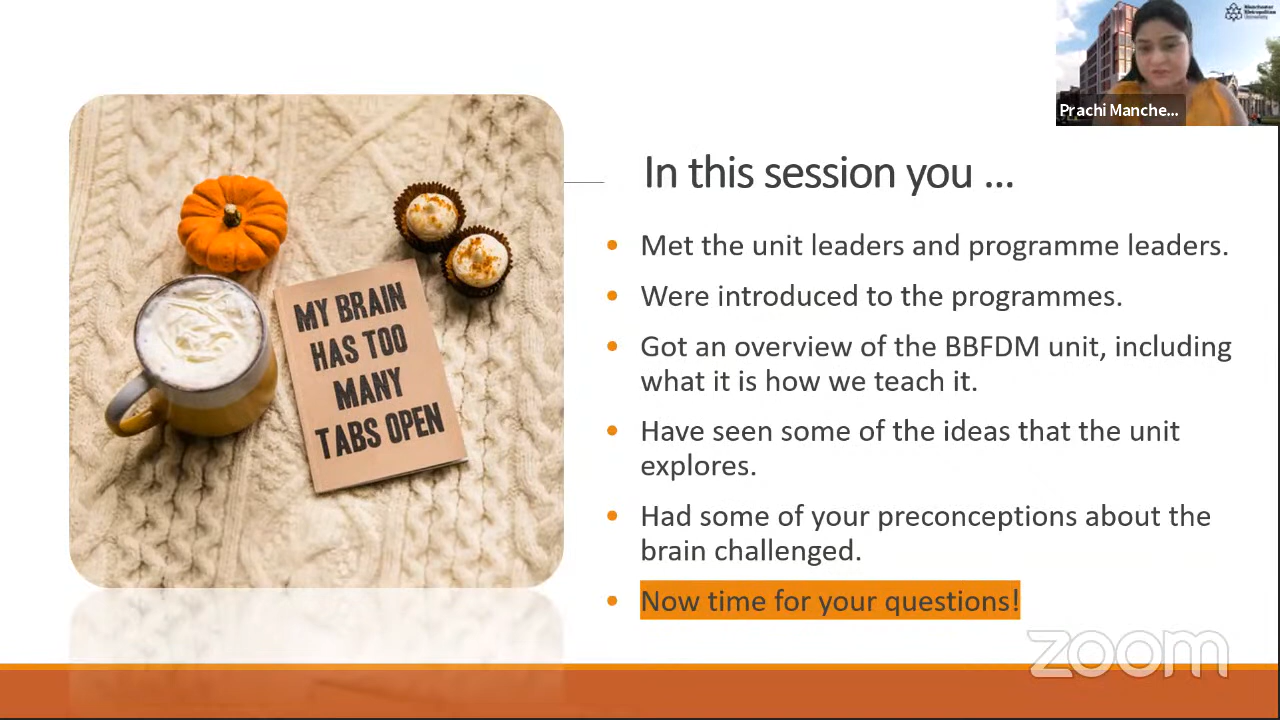 Manchester
Metropolitan
University
Prachi Manche...
In this session you ...
• Met the unit leaders and programme leaders.
• Were introduced to the programmes.
• Got an overview of the BBFDM unit, including
what it is how we teach it.
• Have seen some of the ideas that the unit
explores.
• Had some of your preconceptions about the
brain challenged.
• Now time for your questions!
MY BRAIN
HAS TOO
MANY
TABS OPEN
zoom